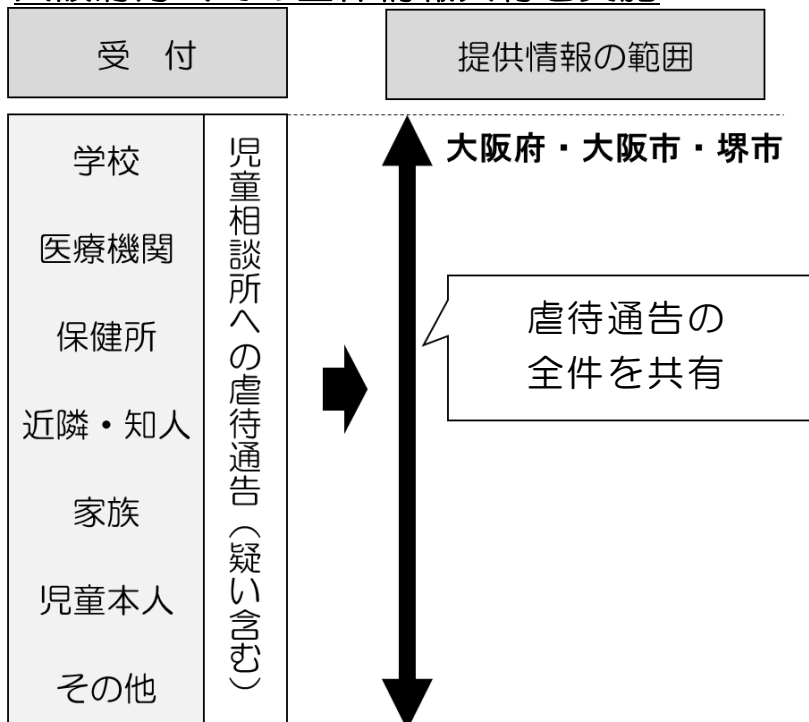 受　付
提供情報の範囲
学校
医療機関
保健所
近隣・知人
家族
児童本人
その他
児童相談所への虐待通告（疑い含む）
大阪府・大阪市・堺市
虐待通告の
全件を共有